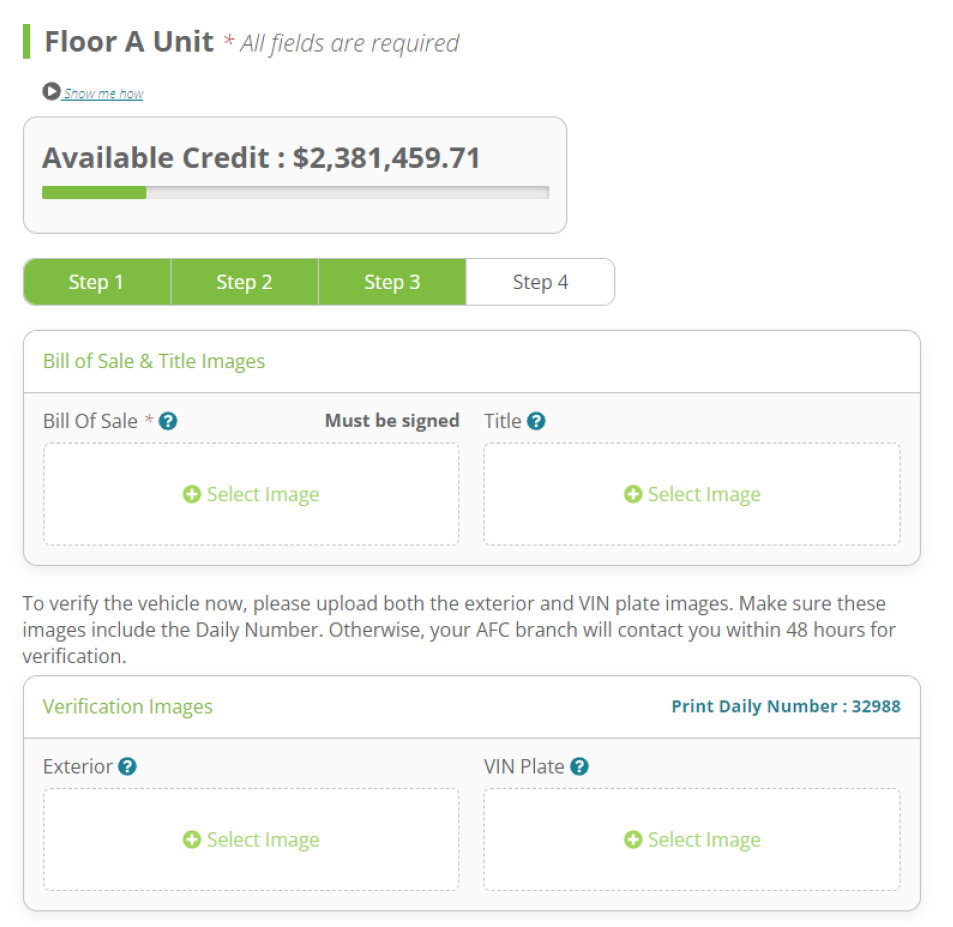 Floor A Unit * All fields are required
Show me how
Available Credit : $2,381,459.71
Step 1 Step 2 Step 3 Step 4
Bill of Sale & Title Images
Bill Of Sale * ? Must be signed Title ?
Select Image Select Image
To verify the vehicle now, please upload both the exterior and VIN plate images. Make sure these
images include the Daily Number. Otherwise, your AFC branch will contact you within 48 hours for
verification.
Verification Images Print Daily Number : 32988
Exterior ? VIN Plate ?
Select Image Select Image